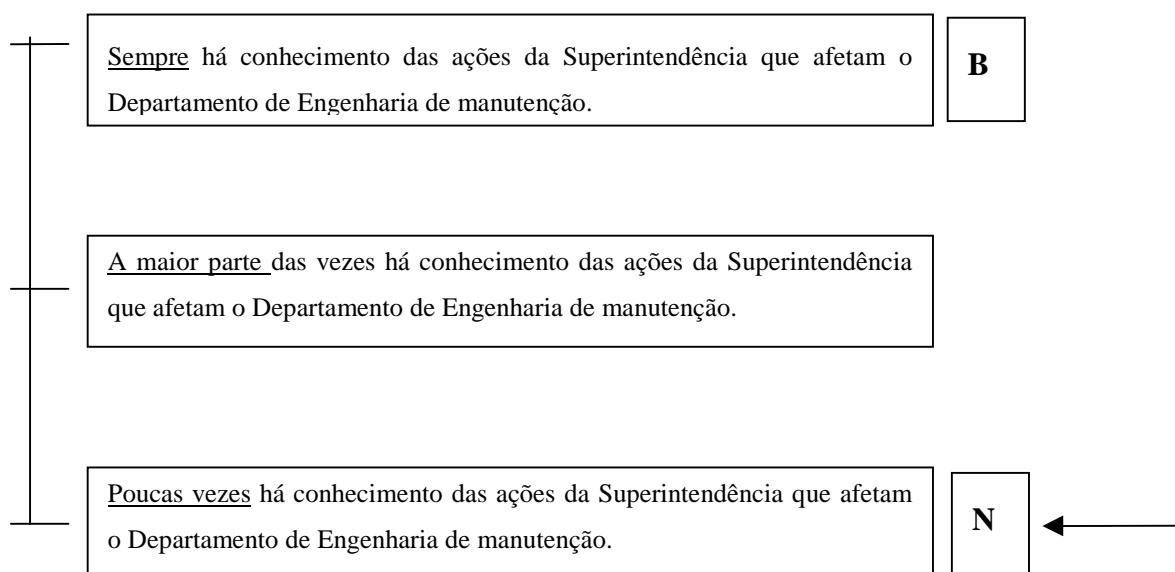 Sempre há conhecimento das ações da Superintendência que afetam o
Departamento de Engenharia de manutenção.
B
A maior parte das vezes há conhecimento das ações da Superintendência
que afetam o Departamento de Engenharia de manutenção.
Poucas vezes há conhecimento das ações da Superintendência que afetam
o Departamento de Engenharia de manutenção.
N